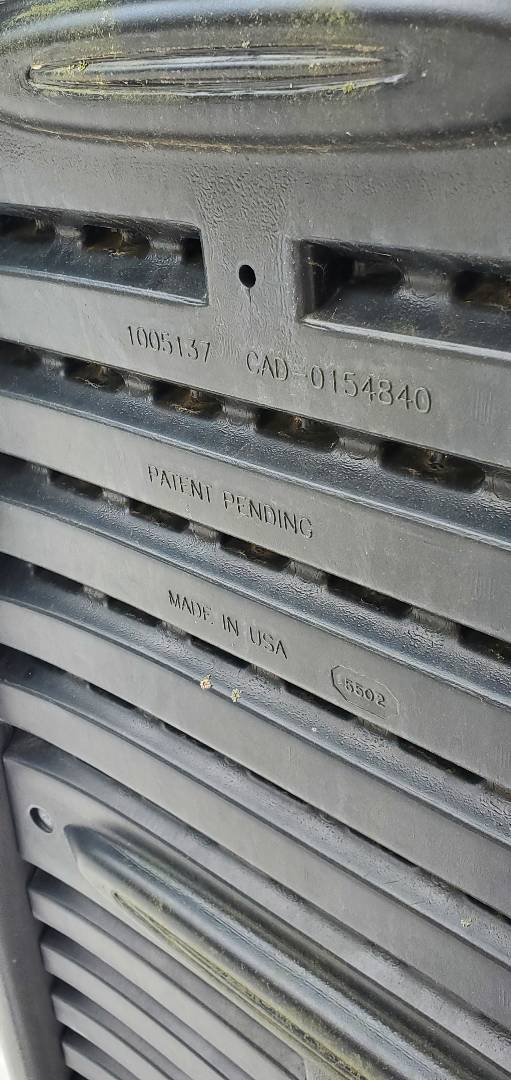 1005137 CAD-0154840
PATENT PENDING
MADE IN USA
5502